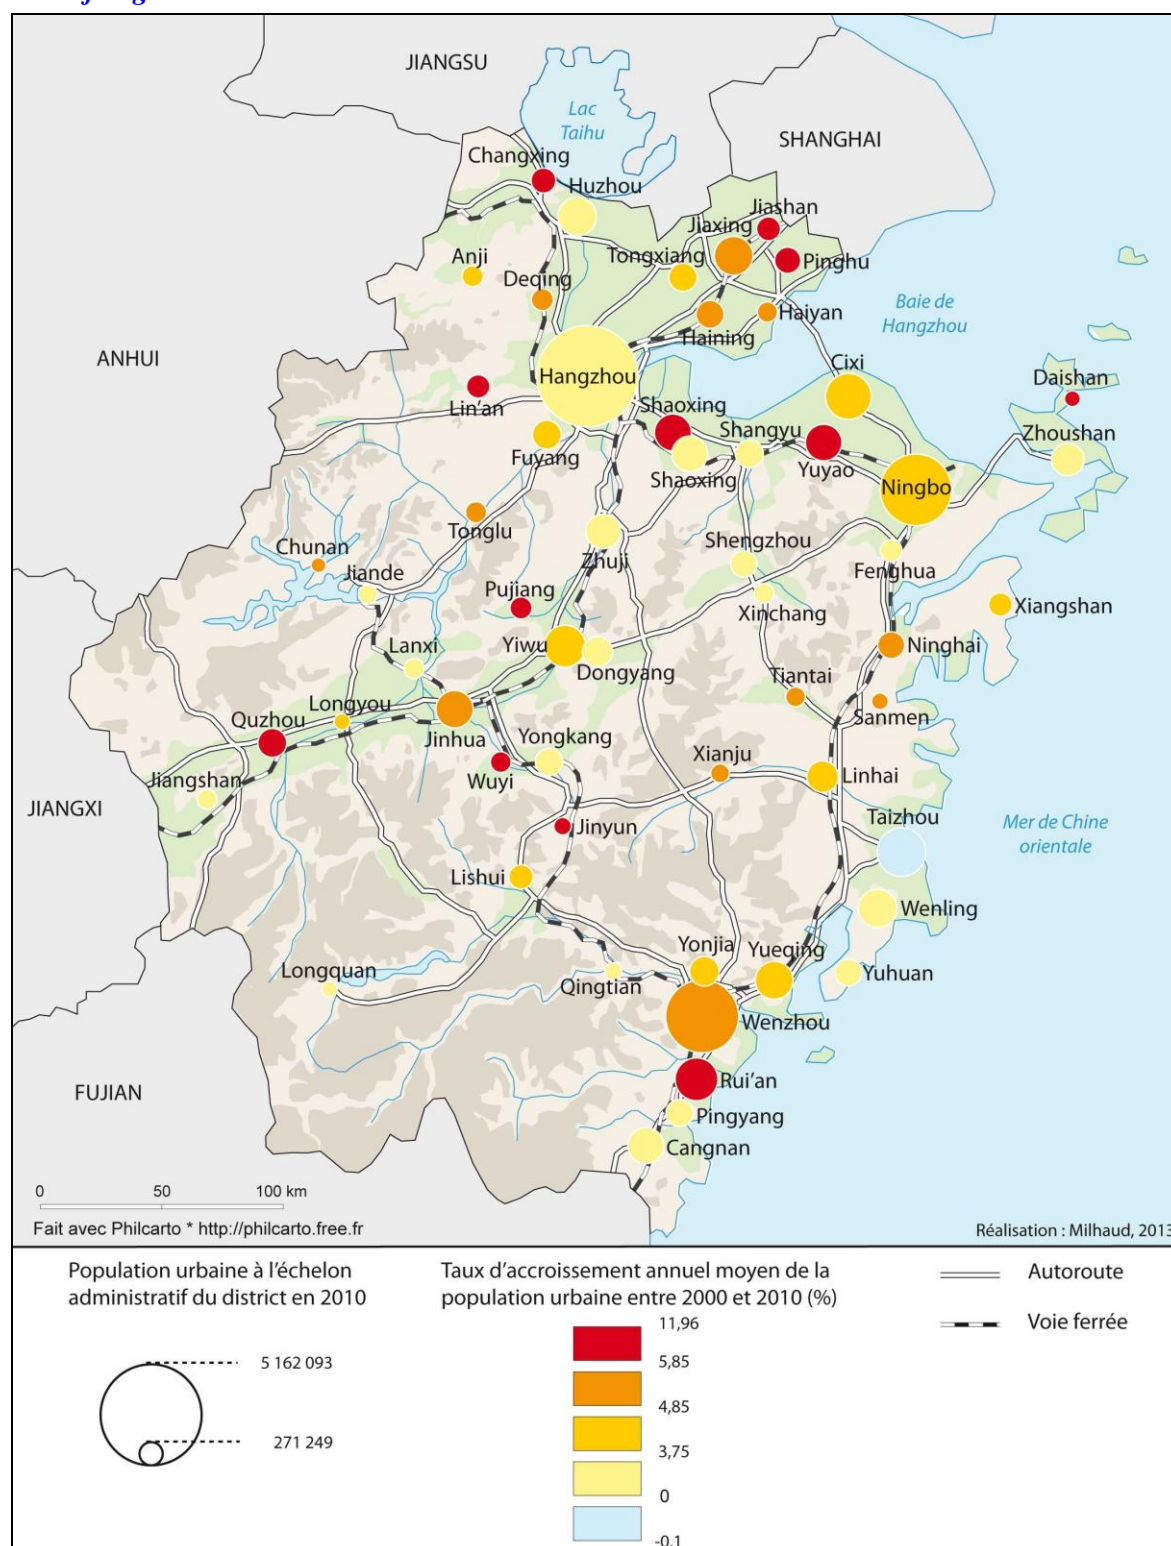 JIANGSU
Lac
Taihu
SHANGHAI
Changxing
Huzhou
Jiashan
Jiaxing
Anji
Tongxiang
Pinghu
Deqing
Haiyan
Baie de
Hangzhou
Haining
ANHUI
Cixi
Hangzhou
Daishan
Lin'an
Shaoxing
Shangyu
Zhoushan
Fuyang
Yuyao
Shaoxing
Ningbo
Tonglu
Chunan
Shengzhou
Zhuji
Fenghua
Jiande
Pujiang
Xinchang
Xiangshan
Lanxi
Yiwu
Ninghai
Dongyang
Tiantai
Longyou
Sanmen
Quzhou
Jinhua
Yongkang
Xianju
Wuyi
Linhai
Jiangshan
JIANGXI
Taizhou
Mer de Chine
orientale
Jinyun
Lishui
Wenling
Yonjia
Yueqing
Longquan
Qingtian
Yuhuan
Wenzhou
FUJIAN
Rui'an
Pingyang
Cangnan
0 50 100 km
Fait avec Philcarto * http://philcarto.free.fr
Réalisation : Milhaud, 2013
Population urbaine à l'échelon
administratif du district en 2010
5 162 093
271 249
Taux d'accroissement annuel moyen de la
population urbaine entre 2000 et 2010 (%)
11,96
5,85
4,85
3,75
0
-0,1
Autoroute
Voie ferrée